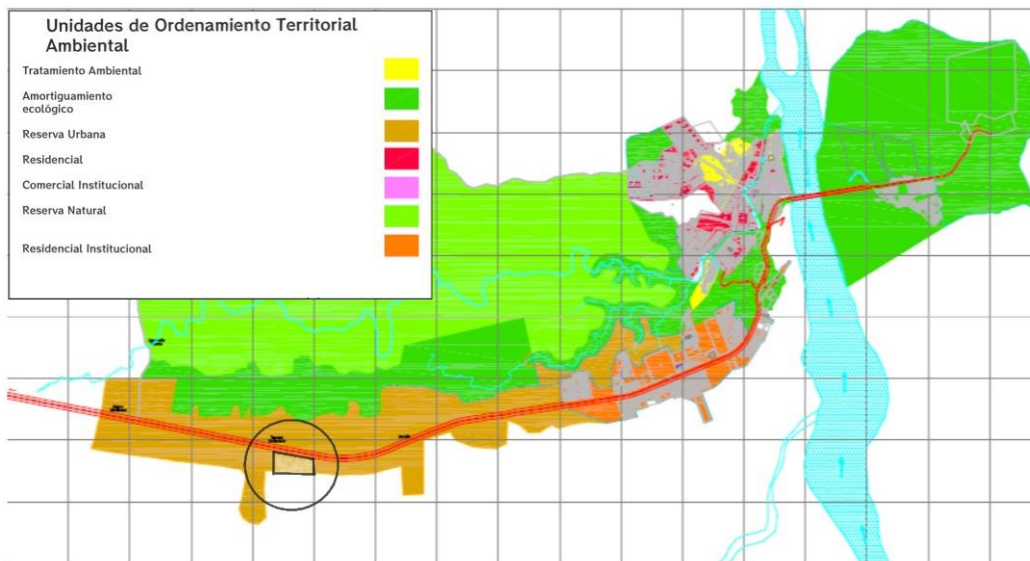 Unidades de Ordenamiento Territorial
Ambiental
Tratamiento Ambiental
Amortiguamiento
ecológico
Reserva Urbana
Residencial
Comercial Institucional
Reserva Natural
Residencial Institucional